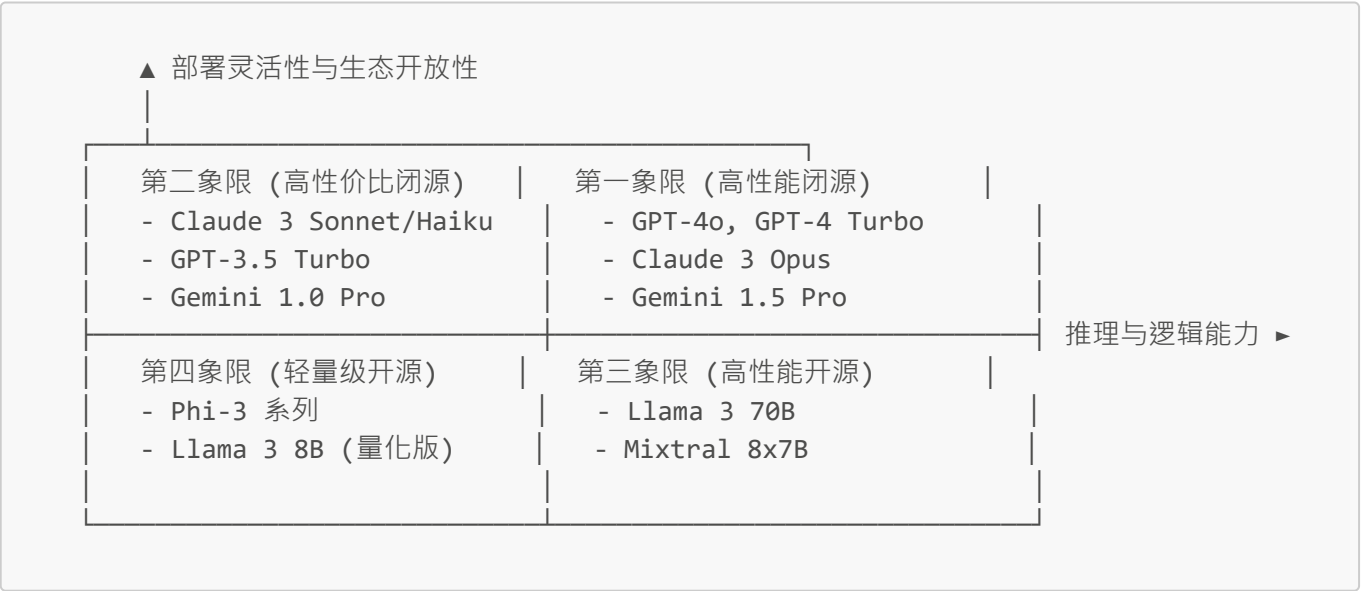 ▲ 部署灵活性与生态开放性
第二象限 (高性价比闭源) │ 第一象限 (高性能闭源) │
- Claude 3 Sonnet/Haiku │ - GPT-4o, GPT-4 Turbo │
- GPT-3.5 Turbo │ - Claude 3 Opus │
- Gemini 1.0 Pro │ - Gemini 1.5 Pro │
推理与逻辑能力 ►
第四象限 (轻量级开源) │ 第三象限 (高性能开源) │
- Phi-3 系列 │ - Llama 3 70B │
- Llama 3 8B (量化版) │ - Mixtral 8x7B │